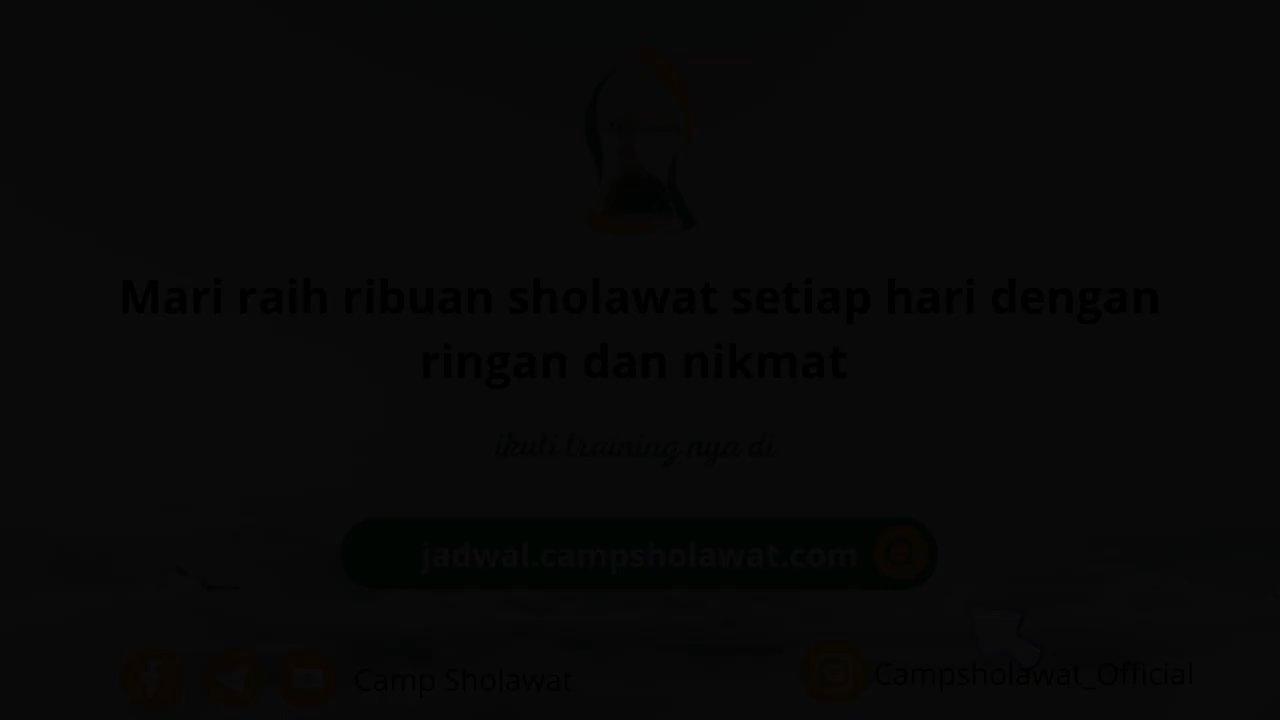 Mari raih ribuan sholawat setiap hari dengan
ringan dan nikmat
ikuti training nya di
jadwal.campsholawat.com
Camp Sholawat
Campsholawat_Official